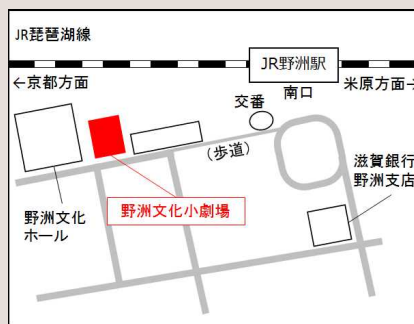 JR琵琶湖線
JR野洲駅
←京都方面
米原方面→
南口
交番
(歩道)
滋賀銀行
野洲支店
野洲文化
ホール
野洲文化小劇場